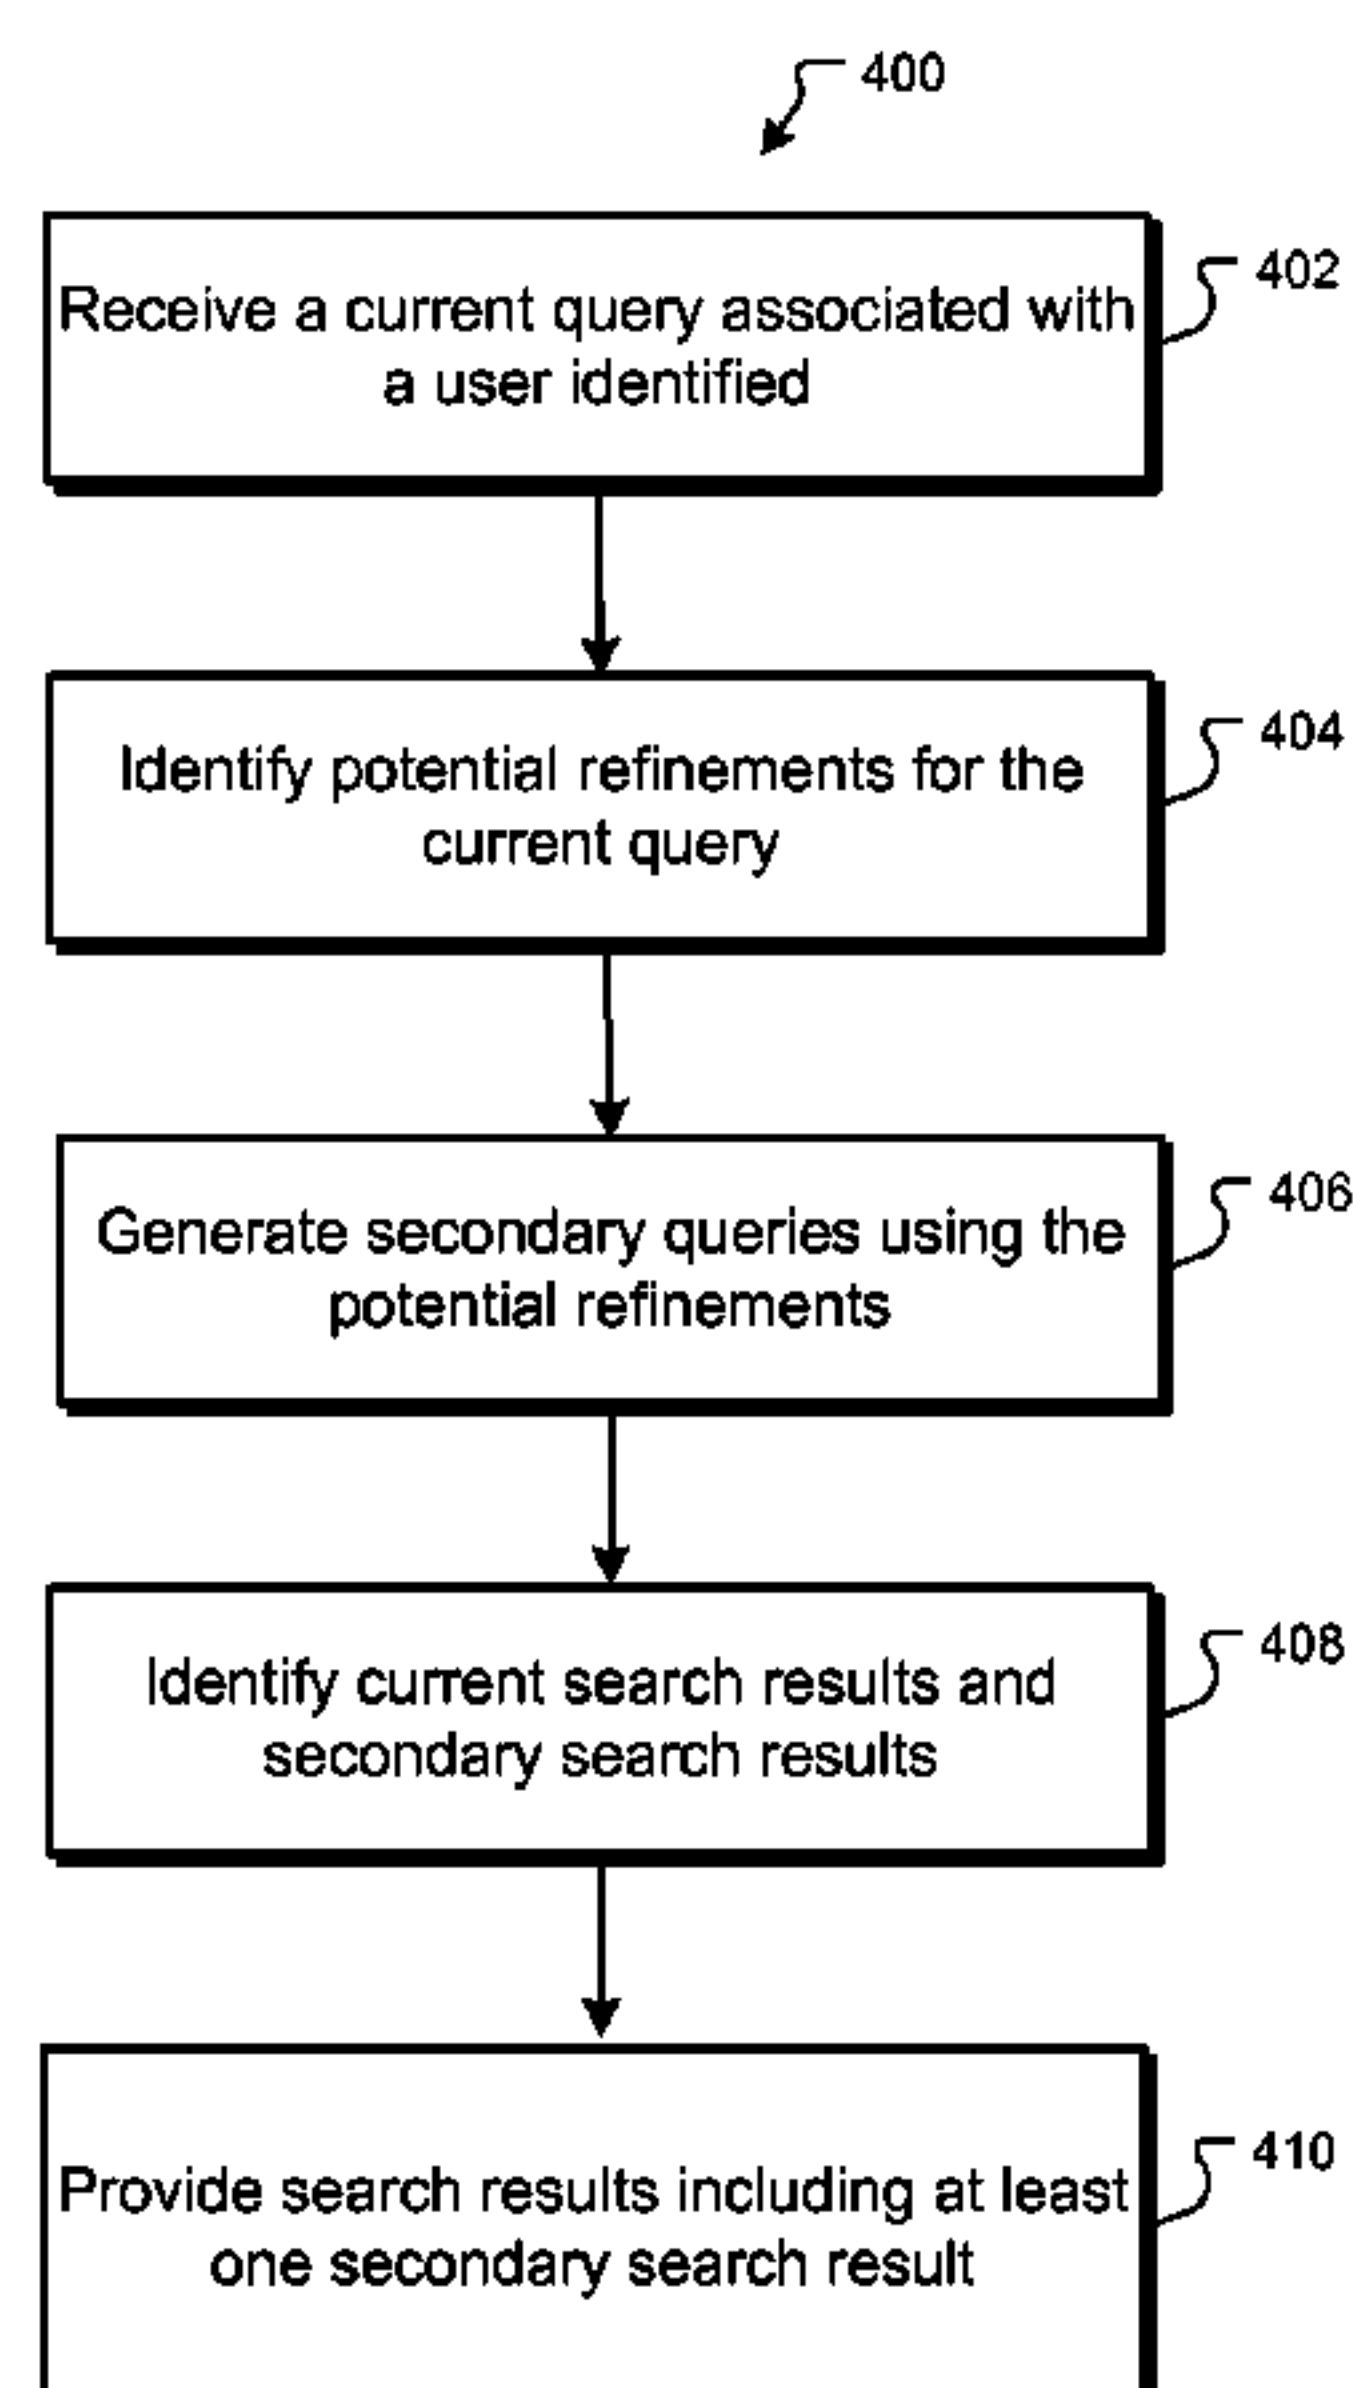 400
Receive a current query associated with
a user identified
402
Identify potential refinements for the
current query
404
Generate secondary queries using the
potential refinements
406
Identify current search results and
secondary search results
408
Provide search results including at least
one secondary search result
410